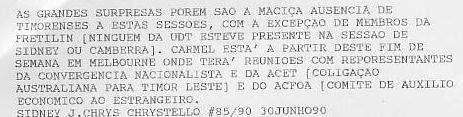 AS GRANDES SURPRESAS POREM SAO A MACIÇA AUSENCIA DE
TIMORENSES A ESTAS SESSOES, COM A EXCEPÇAO DE MEMBROS DA
FRETILIN [NINGUEM DA UDT ESTEVE PRESENTE NA SESSAO DE
SIDNEY OU CAMBERRA]. CARMEL ESTA' A PARTIR DESTE FIM DE
SEMANA EM MELBOURNE ONDE TERA' REUNIOES COM REPORESENTANTES
DA CONVERGENCIA NACIONALISTA E DA ACET [COLIGAÇAO
AUSTRALIANA PARA TIMOR LESTE] E DO ACFOA [COMITE DE AUXILIO
ECONOMICO AO ESTRANGEIRO.
SIDNEY J.CHRYS CHRYSTELLO #85/90 30JUNHO90